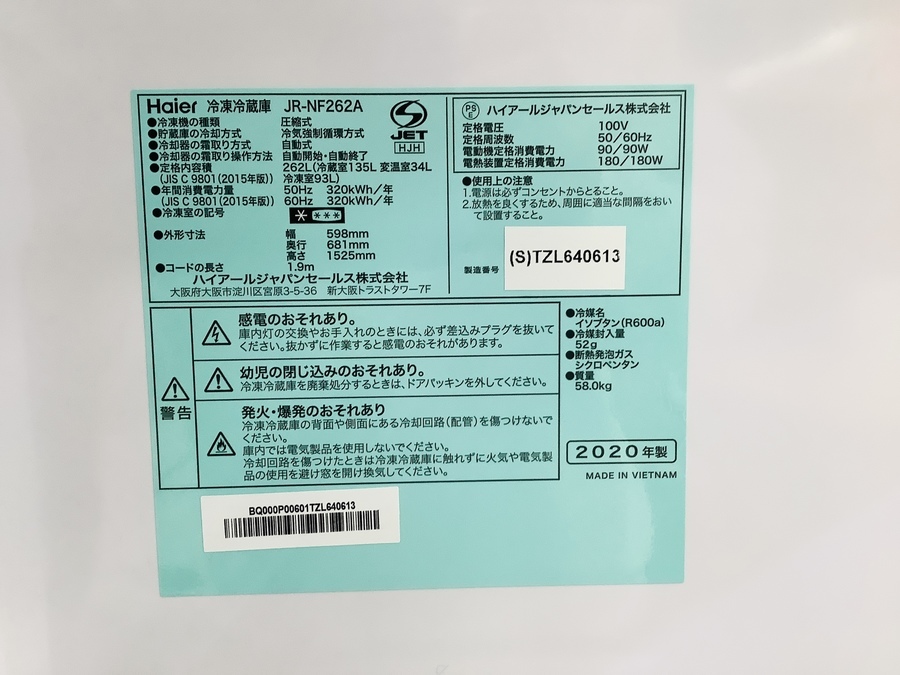 Haier 冷凍冷蔵庫 JR-NF262A
●冷凍機の種類 圧縮式
●貯蔵庫の冷却方式 冷気強制循環方式
●冷却器の霜取り方式 自動式
●冷却器の霜取り操作方法 自動開始・自動終了
●定格内容積 262L(冷蔵室135L 変温室34L
(JIS C 9801(2015年版)) 冷凍室93L)
●年間消費電力量 50Hz 320kWh/年
(JIS C 9801(2015年版)) 60Hz 320kWh/年
●冷凍室の記号
●外形寸法 幅 598mm
奥行 681mm
高さ 1525mm
●コードの長さ 1.9m
ハイアールジャパンセールス株式会社
大阪府大阪市淀川区宮原3-5-36 新大阪トラストタワー7F
JET
HJH
PS
E
ハイアールジャパンセールス株式会社
定格電圧 100V
定格周波数 50/60Hz
電動機定格消費電力 90/90W
電熱装置定格消費電力 180/180W
●使用上の注意
1.電源は必ずコンセントからとること。
2.放熱を良くするため、周囲に適当な間隔をおい
て設置すること。
製造番号 (S)TZL640613
警告
感電のおそれあり。
庫内灯の交換やお手入れのときには、必ず差込みプラグを抜いて
ください。抜かずに作業すると感電のおそれがあります。
幼児の閉じ込みのおそれあり。
冷凍冷蔵庫を廃棄処分するときは、ドアパッキンを外してください。
発火・爆発のおそれあり
冷凍冷蔵庫の背面や側面にある冷却回路(配管)を傷つけないで
ください。
庫内では電気製品を使用しないでください。
冷却回路を傷つけたときは冷凍冷蔵庫に触れずに火気や電気製
品の使用を避け窓を開け換気してください。
●冷媒名
イソブタン(R600a)
●冷媒封入量
52g
●断熱発泡ガス
シクロペンタン
●質量
58.0kg
2020年製
MADE IN VIETNAM
BQ000P00601TZL640613